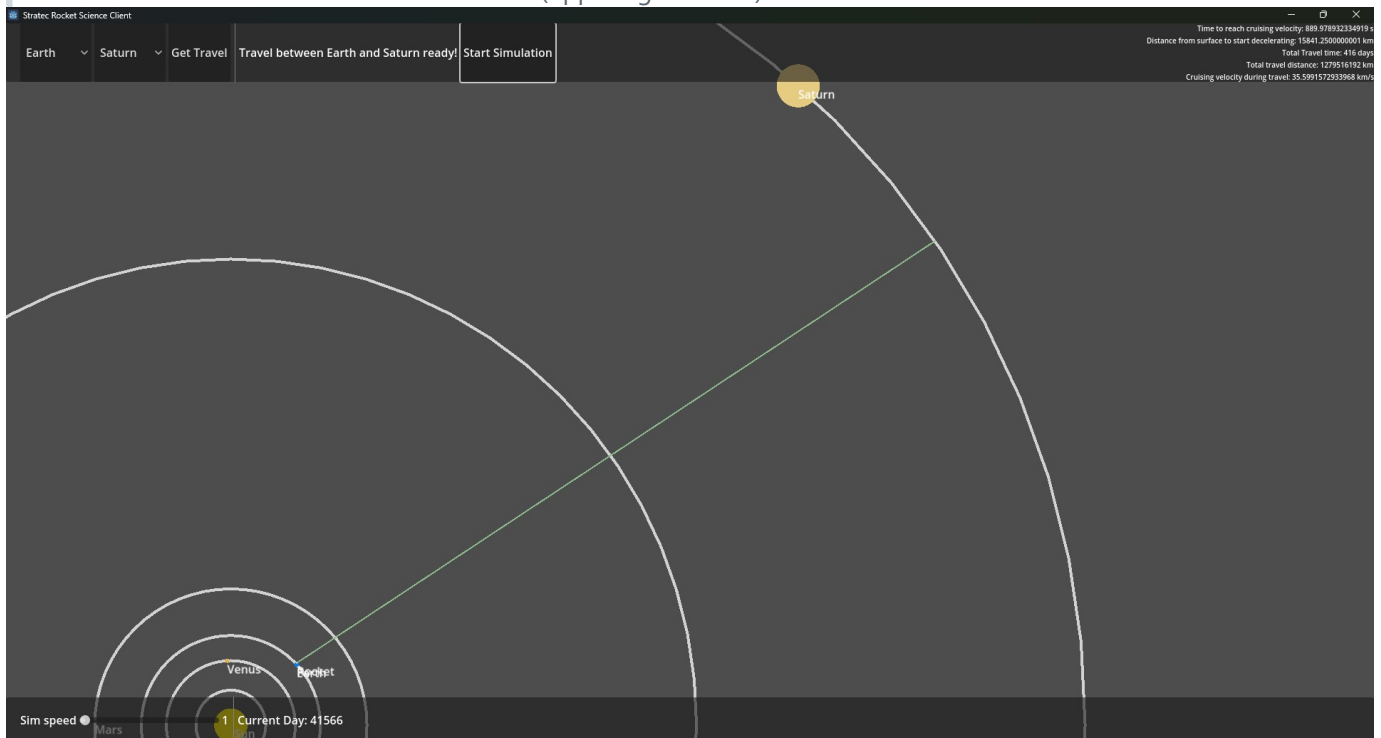 Stratec Rocket Science Client
Earth
Saturn
Get Travel
Travel between Earth and Saturn ready!
Start Simulation
Time to reach cruising velocity: 889.978932334919 s
Distance from surface to start decelerating: 15841.2500000001 km
Total Travel time: 416 days
Total travel distance: 1279516192 km
Cruising velocity during travel: 35.5991572933968 km/s
Saturn
Venus
Rocket
Earth
Sim speed
1
Current Day: 41566
Mars
Sun